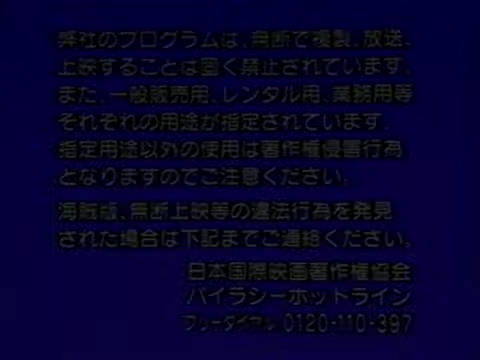 弊社のプログラムは、無断で複製、放送、
上映することは固く禁止されています。
また、一般販売用、レンタル用、業務用等
それぞれの用途が指定されています。
指定用途以外の使用は著作権侵害行為
となりますのでご注意ください。
海賊版、無断上映等の違法行為を発見
された場合は下記までご連絡ください。
日本国際映画著作権協会
パイラシーホットライン
フリーダイヤル 0120-110-397